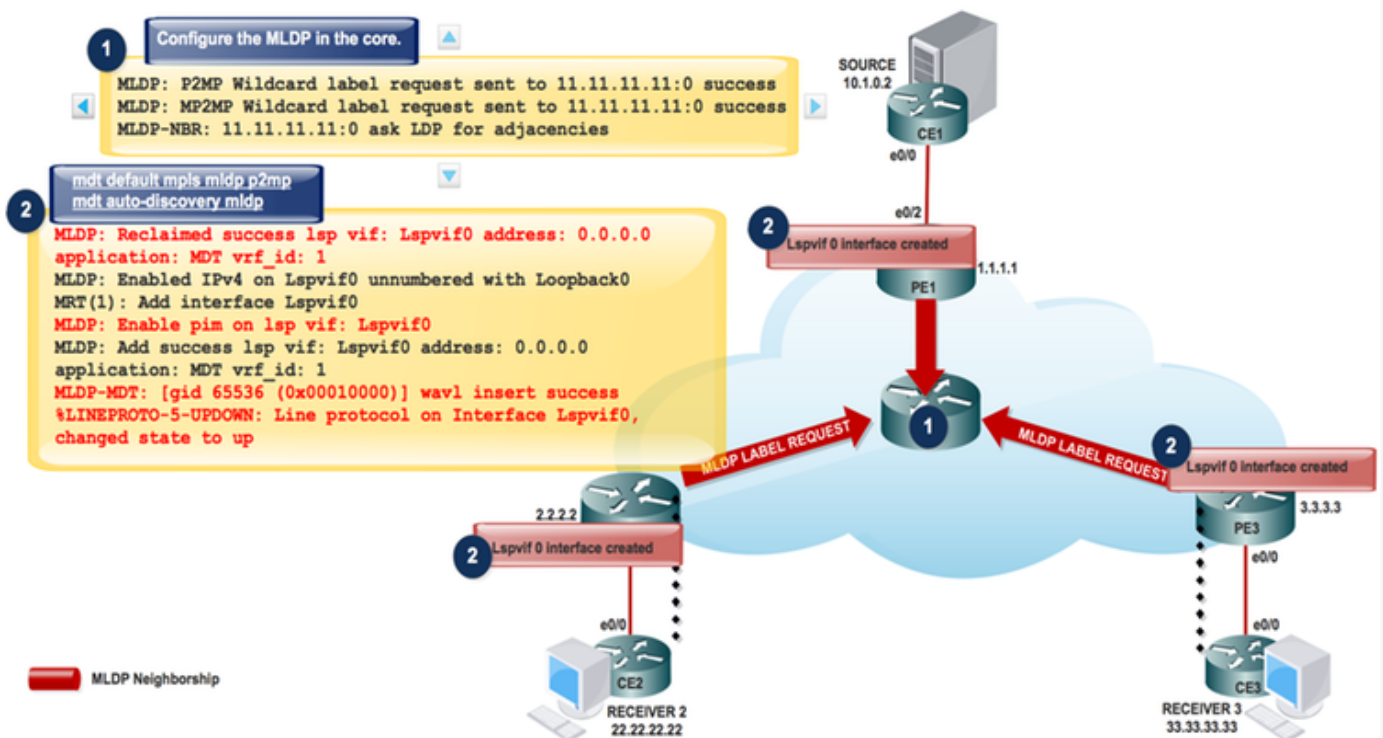 1
Configure the MLDP in the core.
MLDP: P2MP Wildcard label request sent to 11.11.11.11:0 success
MLDP: MP2MP Wildcard label request sent to 11.11.11.11:0 success
MLDP-NBR: 11.11.11.11:0 ask LDP for adjacencies
2
mdt default mpls mldp p2mp
mdt auto-discovery mldp
MLDP: Reclaimed success lsp vif: Lspvif0 address: 0.0.0.0
application: MDT vrf_id: 1
MLDP: Enabled IPv4 on Lspvif0 unnumbered with Loopback0
MRT(1): Add interface Lspvif0
MLDP: Enable pim on lsp vif: Lspvif0
MLDP: Add success lsp vif: Lspvif0 address: 0.0.0.0
application: MDT vrf_id: 1
MLDP-MDT: [gid 65536 (0x00010000)] wavl insert success
%LINEPROTO-5-UPDOWN: Line protocol on Interface Lspvif0,
changed state to up
SOURCE
10.1.0.2
CE1
e0/0
e0/2
2
Lspvif 0 interface created
1.1.1.1
PE1
1
MLDP LABEL REQUEST
MLDP LABEL REQUEST
2
Lspvif 0 interface created
3.3.3.3
PE3
e0/0
2.2.2.2
2
Lspvif 0 interface created
e0/0
CE2
RECEIVER 2
22.22.22.22
e0/0
CE3
RECEIVER 3
33.33.33.33
MLDP Neighborship